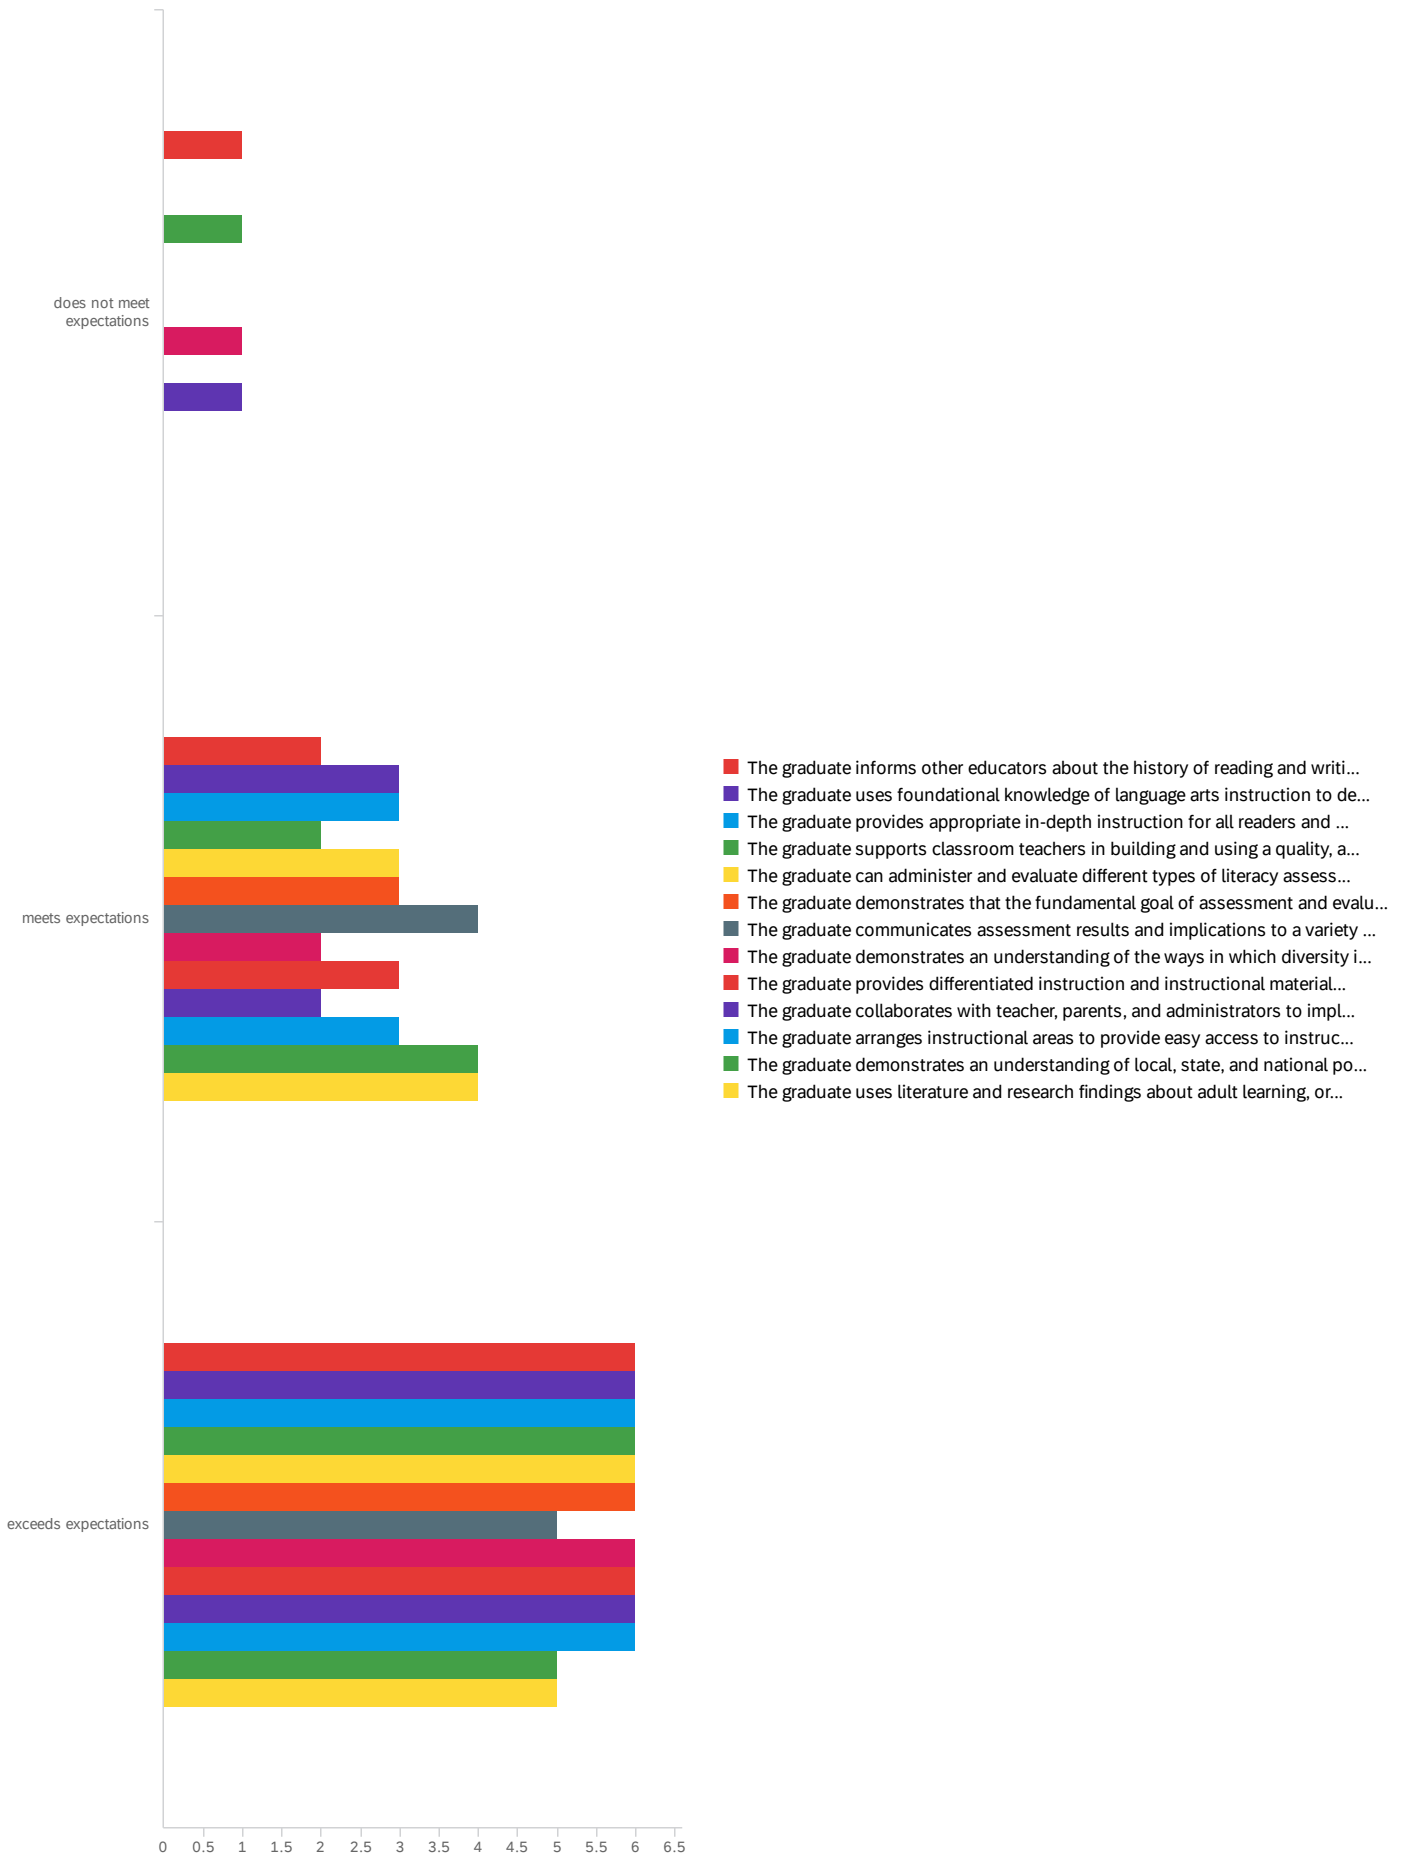 does not meet
expectations
meets expectations
exceeds expectations
The graduate informs other educators about the history of reading and writi...
The graduate uses foundational knowledge of language arts instruction to de...
The graduate provides appropriate in-depth instruction for all readers and ...
The graduate supports classroom teachers in building and using a quality, a...
The graduate can administer and evaluate different types of literacy assess...
The graduate demonstrates that the fundamental goal of assessment and evalu...
The graduate communicates assessment results and implications to a variety ...
The graduate demonstrates an understanding of the ways in which diversity i...
The graduate provides differentiated instruction and instructional material...
The graduate collaborates with teacher, parents, and administrators to impl...
The graduate arranges instructional areas to provide easy access to instruc...
The graduate demonstrates an understanding of local, state, and national po...
The graduate uses literature and research findings about adult learning, or...
0 0.5 1 1.5 2 2.5 3 3.5 4 4.5 5 5.5 6 6.5